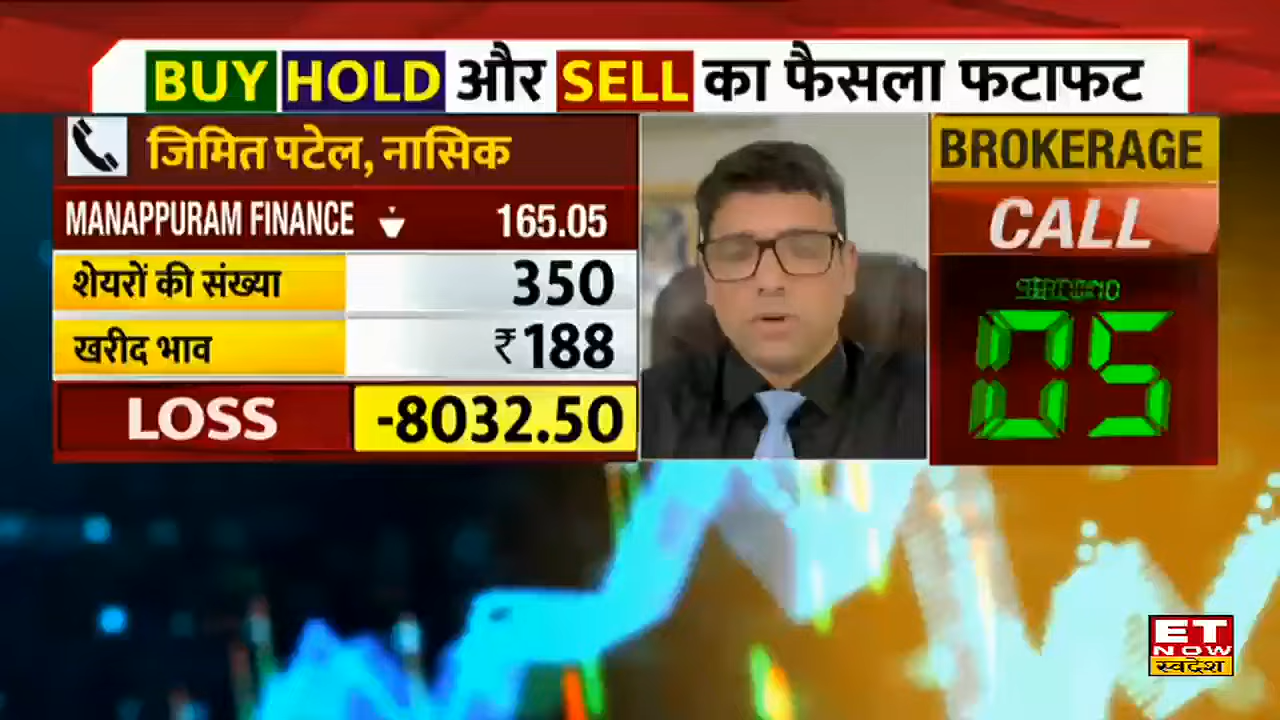 BUY HOLD और SELL का फैसला फटाफट
जिमित पटेल, नासिक
MANAPPURAM FINANCE 165.05
शेयरों की संख्या 350
खरीद भाव ₹188
LOSS -8032.50
BROKERAGE
CALL
05
ET
NOW
स्वदेश